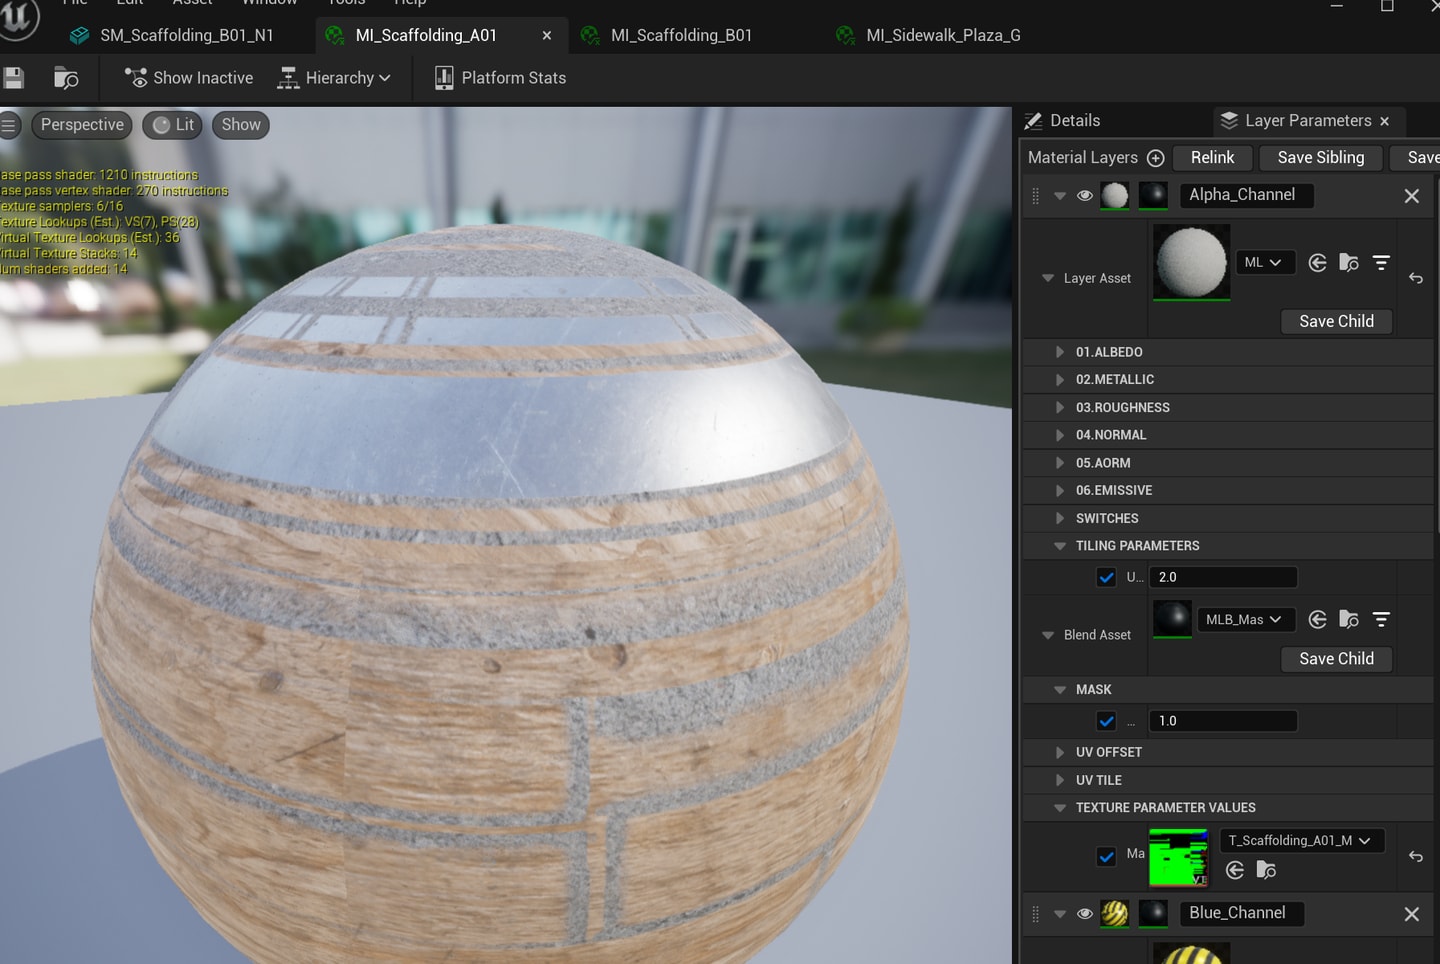 File Edit Asset Window Tools Help
SM_Scaffolding_B01_N1 MI_Scaffolding_A01 MI_Scaffolding_B01 MI_Sidewalk_Plaza_G
Show Inactive Hierarchy Platform Stats
Perspective Lit Show
ase pass shader: 1210 instructions
ase pass vertex shader: 270 instructions
exture samplers: 6/16
exture Lookups (Est.): VS(7), PS(28)
irtual Texture Lookups (Est.): 36
irtual Texture Stacks: 14
um shaders added: 14
Details Layer Parameters
Material Layers Relink Save Sibling Save
Alpha_Channel
Layer Asset ML
Save Child
01.ALBEDO
02.METALLIC
03.ROUGHNESS
04.NORMAL
05.AORM
06.EMISSIVE
SWITCHES
TILING PARAMETERS
U... 2.0
Blend Asset MLB_Mas
Save Child
MASK
... 1.0
UV OFFSET
UV TILE
TEXTURE PARAMETER VALUES
Ma T_Scaffolding_A01_M
Blue_Channel